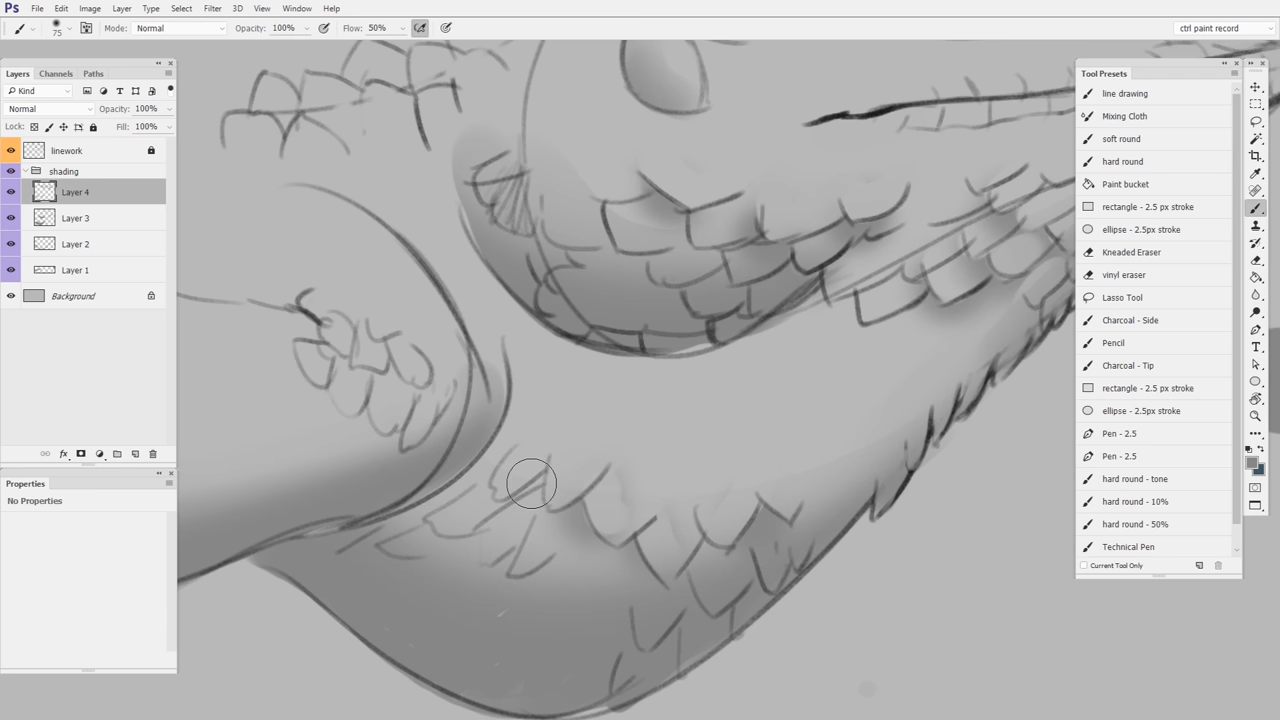 Ps File Edit Image Layer Type Select Filter 3D View Window Help
75 Mode: Normal Opacity: 100% Flow: 50% ctrl paint record
Layers Channels Paths
Kind
Normal Opacity: 100%
Lock: Fill: 100%
linework
shading
Layer 4
Layer 3
Layer 2
Layer 1
Background
fx
Properties
No Properties
Tool Presets
line drawing
Mixing Cloth
soft round
hard round
Paint bucket
rectangle - 2.5 px stroke
ellipse - 2.5px stroke
Kneaded Eraser
vinyl eraser
Lasso Tool
Charcoal - Side
Pencil
Charcoal - Tip
rectangle - 2.5 px stroke
ellipse - 2.5px stroke
Pen - 2.5
Pen - 2.5
hard round - tone
hard round - 10%
hard round - 50%
Technical Pen
Current Tool Only